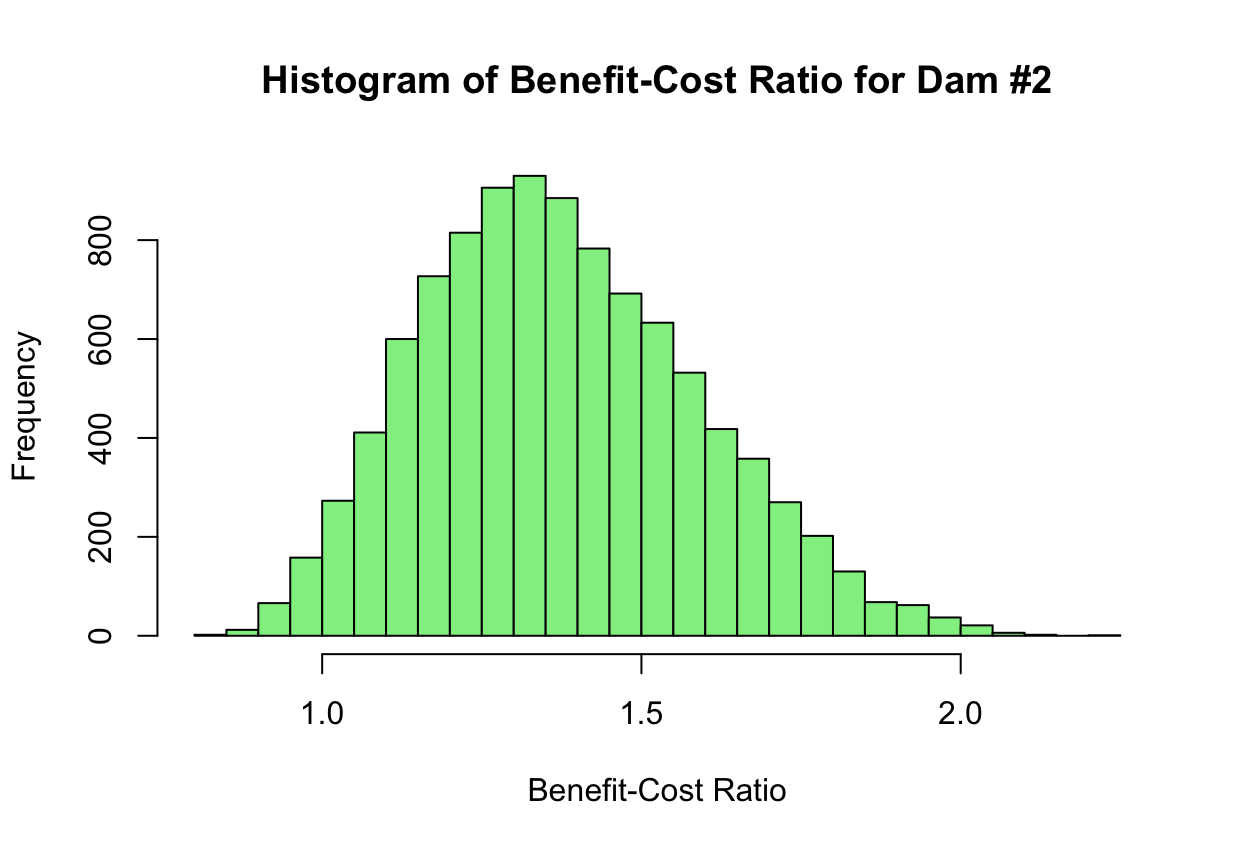 Histogram of Benefit-Cost Ratio for Dam #2
Frequency
800
600
400
200
0
1.0 1.5 2.0
Benefit-Cost Ratio